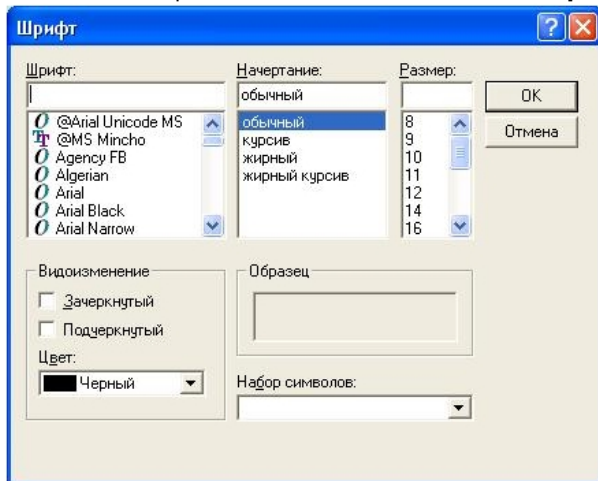 Шрифт
Шрифт:
Начертание:
Размер:
обычный
OK
@Arial Unicode MS
@MS Mincho
Agency FB
Algerian
Arial
Arial Black
Arial Narrow
обычный
курсив
жирный
жирный курсив
8
9
10
11
12
14
16
Отмена
Видоизменение
Зачеркнутый
Подчеркнутый
Цвет:
Черный
Образец
Набор символов: